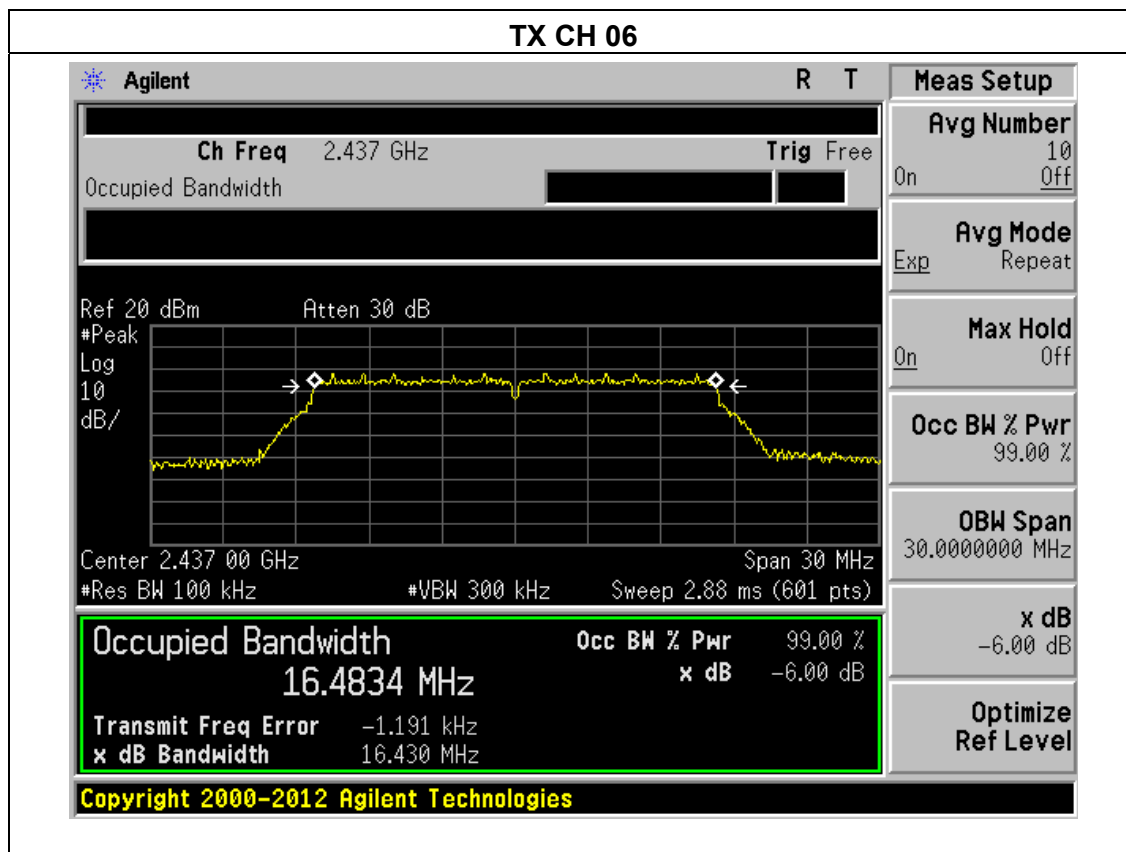 TX CH 06
Agilent R T
Meas Setup
Ch Freq 2.437 GHz Trig Free
Occupied Bandwidth
Avg Number
10
On Off
Avg Mode
Exp Repeat
Max Hold
On Off
Occ BW % Pwr
99.00 %
OBW Span
30.0000000 MHz
x dB
-6.00 dB
Optimize
Ref Level
Ref 20 dBm Atten 30 dB
#Peak
Log
10
dB/
Center 2.437 00 GHz Span 30 MHz
#Res BW 100 kHz #VBW 300 kHz Sweep 2.88 ms (601 pts)
Occupied Bandwidth Occ BW % Pwr 99.00 %
16.4834 MHz x dB -6.00 dB
Transmit Freq Error -1.191 kHz
x dB Bandwidth 16.430 MHz
Copyright 2000-2012 Agilent Technologies